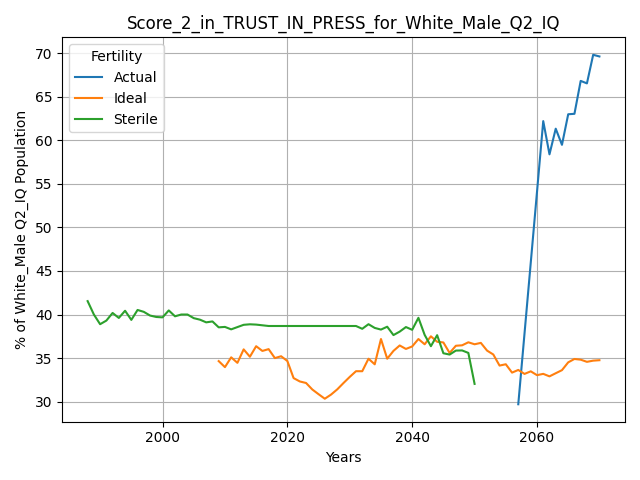 Score_2_in_TRUST_IN_PRESS_for_White_Male_Q2_IQ
Fertility
Actual
Ideal
Sterile
% of White_Male Q2_IQ Population
70
65
60
55
50
45
40
35
30
2000
2020
2040
2060
Years